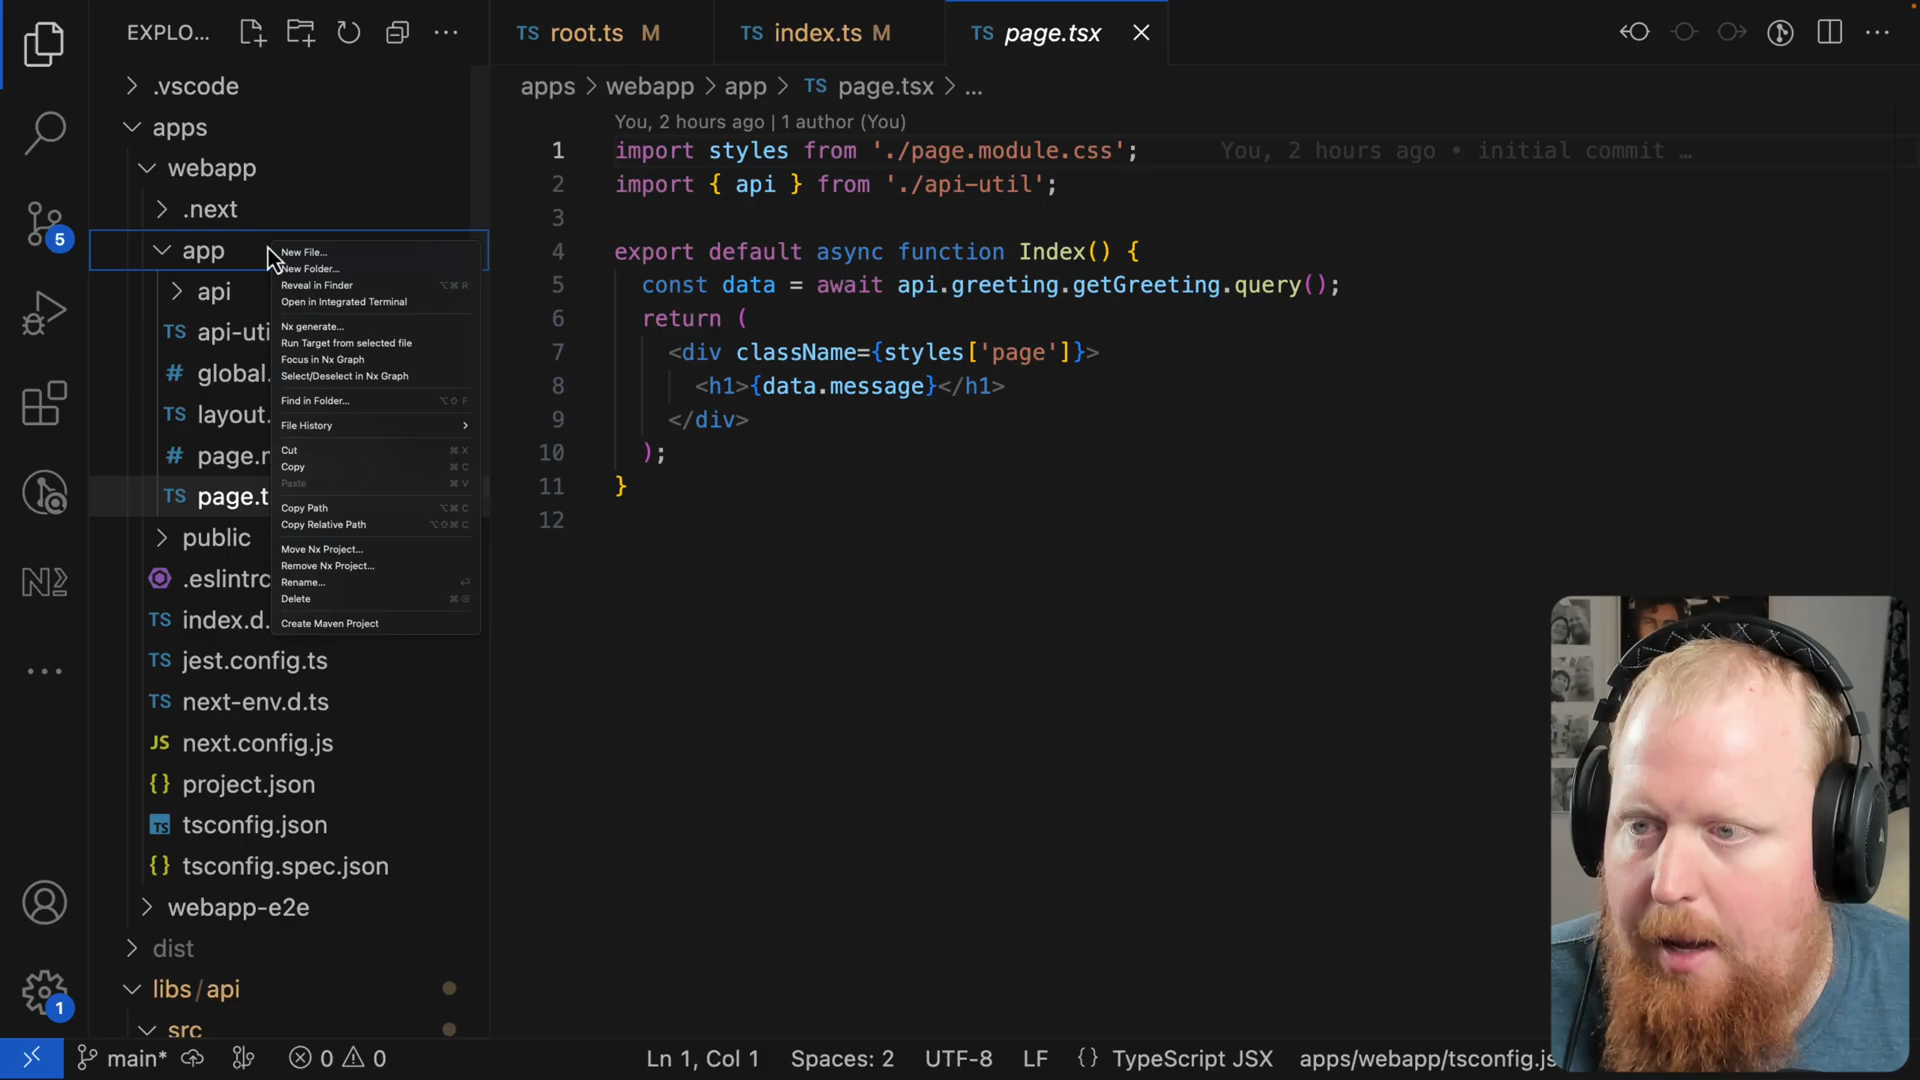 EXPLO...
.vscode
apps
webapp
.next
app
api
TS api-uti
# global.
TS layout.
# page.m
TS page.t
public
.eslintrc
TS index.d.
TS jest.config.ts
TS next-env.d.ts
JS next.config.js
{} project.json
TS tsconfig.json
{} tsconfig.spec.json
webapp-e2e
dist
libs / api
src
5
1
New File...
New Folder...
Reveal in Finder ⌥⌘ R
Open in Integrated Terminal
Nx generate...
Run Target from selected file
Focus in Nx Graph
Select/Deselect in Nx Graph
Find in Folder... ⌥⇧ F
File History
Cut ⌘ X
Copy ⌘ C
Paste ⌘ V
Copy Path ⌥⌘ C
Copy Relative Path ⌥⇧⌘ C
Move Nx Project...
Remove Nx Project...
Rename...
Delete
Create Maven Project
TS root.ts M
TS index.ts M
TS page.tsx
apps > webapp > app > TS page.tsx > ...
You, 2 hours ago | 1 author (You)
1 import styles from './page.module.css'; You, 2 hours ago • initial commit …
2 import { api } from './api-util';
3
4 export default async function Index() {
5 const data = await api.greeting.getGreeting.query();
6 return (
7 <div className={styles['page']}>
8 <h1>{data.message}</h1>
9 </div>
10 );
11 }
12
main*
0 0
Ln 1, Col 1
Spaces: 2
UTF-8
LF
{} TypeScript JSX
apps/webapp/tsconfig.js